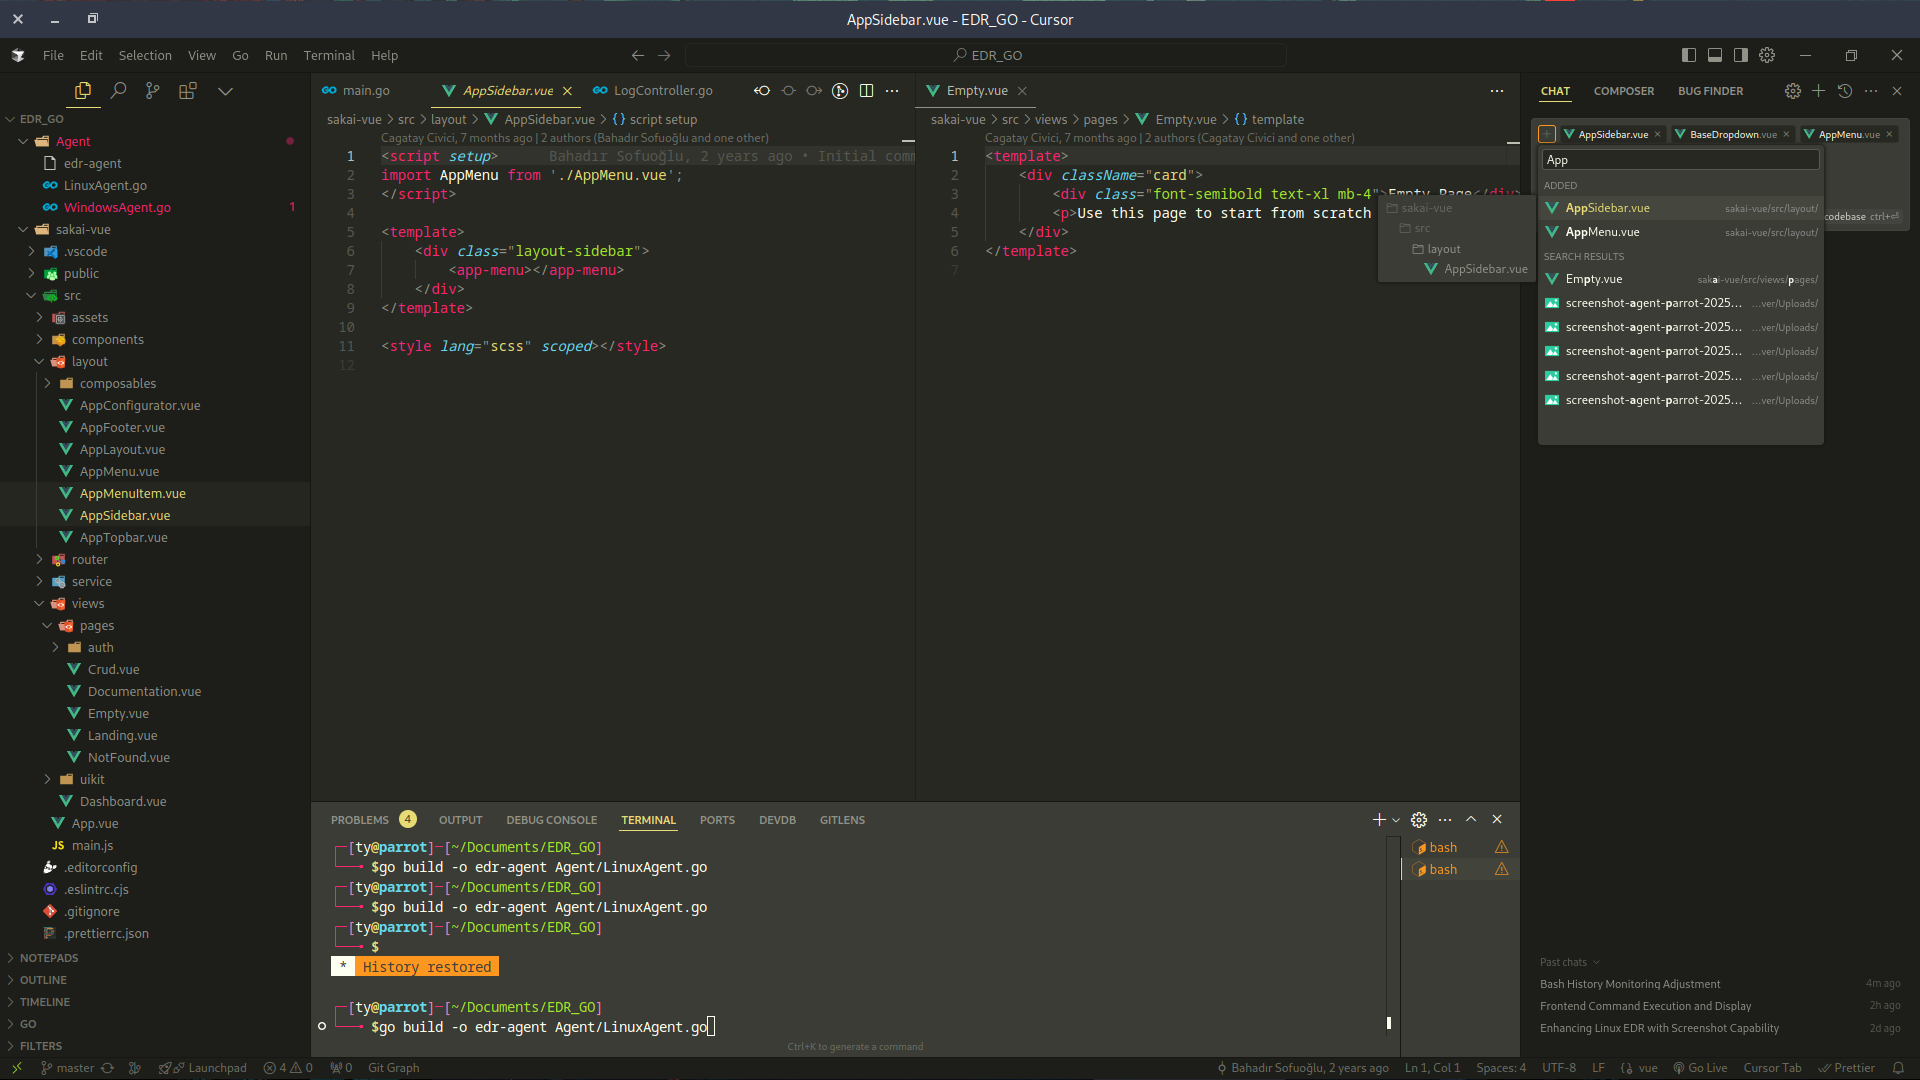 AppSidebar.vue - EDR_GO - Cursor
File Edit Selection View Go Run Terminal Help
EDR_GO
EDR_GO
Agent
edr-agent
LinuxAgent.go
WindowsAgent.go 1
sakai-vue
.vscode
public
src
assets
components
layout
composables
AppConfigurator.vue
AppFooter.vue
AppLayout.vue
AppMenu.vue
AppMenuItem.vue
AppSidebar.vue
AppTopbar.vue
router
service
views
pages
auth
Crud.vue
Documentation.vue
Empty.vue
Landing.vue
NotFound.vue
uikit
Dashboard.vue
App.vue
JS main.js
.editorconfig
.eslintrc.cjs
.gitignore
.prettierrc.json
NOTEPADS
OUTLINE
TIMELINE
GO
FILTERS
main.go AppSidebar.vue LogController.go
sakai-vue > src > layout > AppSidebar.vue > {} script setup
Cagatay Civici, 7 months ago | 2 authors (Bahadır Sofuoğlu and one other)
1 <script setup> Bahadır Sofuoğlu, 2 years ago • Initial comm
2 import AppMenu from './AppMenu.vue';
3 </script>
4
5 <template>
6 <div class="layout-sidebar">
7 <app-menu></app-menu>
8 </div>
9 </template>
10
11 <style lang="scss" scoped></style>
12
Empty.vue
sakai-vue > src > views > pages > Empty.vue > {} template
Cagatay Civici, 7 months ago | 2 authors (Cagatay Civici and one other)
1 <template>
2 <div className="card">
3 <div class="font-semibold text-xl mb-4">Empty Page</div>
4 <p>Use this page to start from scratch
5 </div>
6 </template>
7
sakai-vue
src
layout
AppSidebar.vue
CHAT COMPOSER BUG FINDER
AppSidebar.vue BaseDropdown.vue AppMenu.vue
App
ADDED
AppSidebar.vue sakai-vue/src/layout/
AppMenu.vue sakai-vue/src/layout/
codebase ctrl+⏎
SEARCH RESULTS
Empty.vue sakai-vue/src/views/pages/
screenshot-agent-parrot-2025... ...ver/Uploads/
screenshot-agent-parrot-2025... ...ver/Uploads/
screenshot-agent-parrot-2025... ...ver/Uploads/
screenshot-agent-parrot-2025... ...ver/Uploads/
screenshot-agent-parrot-2025... ...ver/Uploads/
Past chats
Bash History Monitoring Adjustment 4m ago
Frontend Command Execution and Display 2h ago
Enhancing Linux EDR with Screenshot Capability 2d ago
PROBLEMS 4 OUTPUT DEBUG CONSOLE TERMINAL PORTS DEVDB GITLENS
[ty@parrot]─[~/Documents/EDR_GO]
$go build -o edr-agent Agent/LinuxAgent.go
[ty@parrot]─[~/Documents/EDR_GO]
$go build -o edr-agent Agent/LinuxAgent.go
[ty@parrot]─[~/Documents/EDR_GO]
$
* History restored
[ty@parrot]─[~/Documents/EDR_GO]
$go build -o edr-agent Agent/LinuxAgent.go
Ctrl+K to generate a command
bash
bash
master Launchpad 4 0 0 Git Graph
Bahadır Sofuoğlu, 2 years ago Ln 1, Col 1 Spaces: 4 UTF-8 LF vue Go Live Cursor Tab Prettier